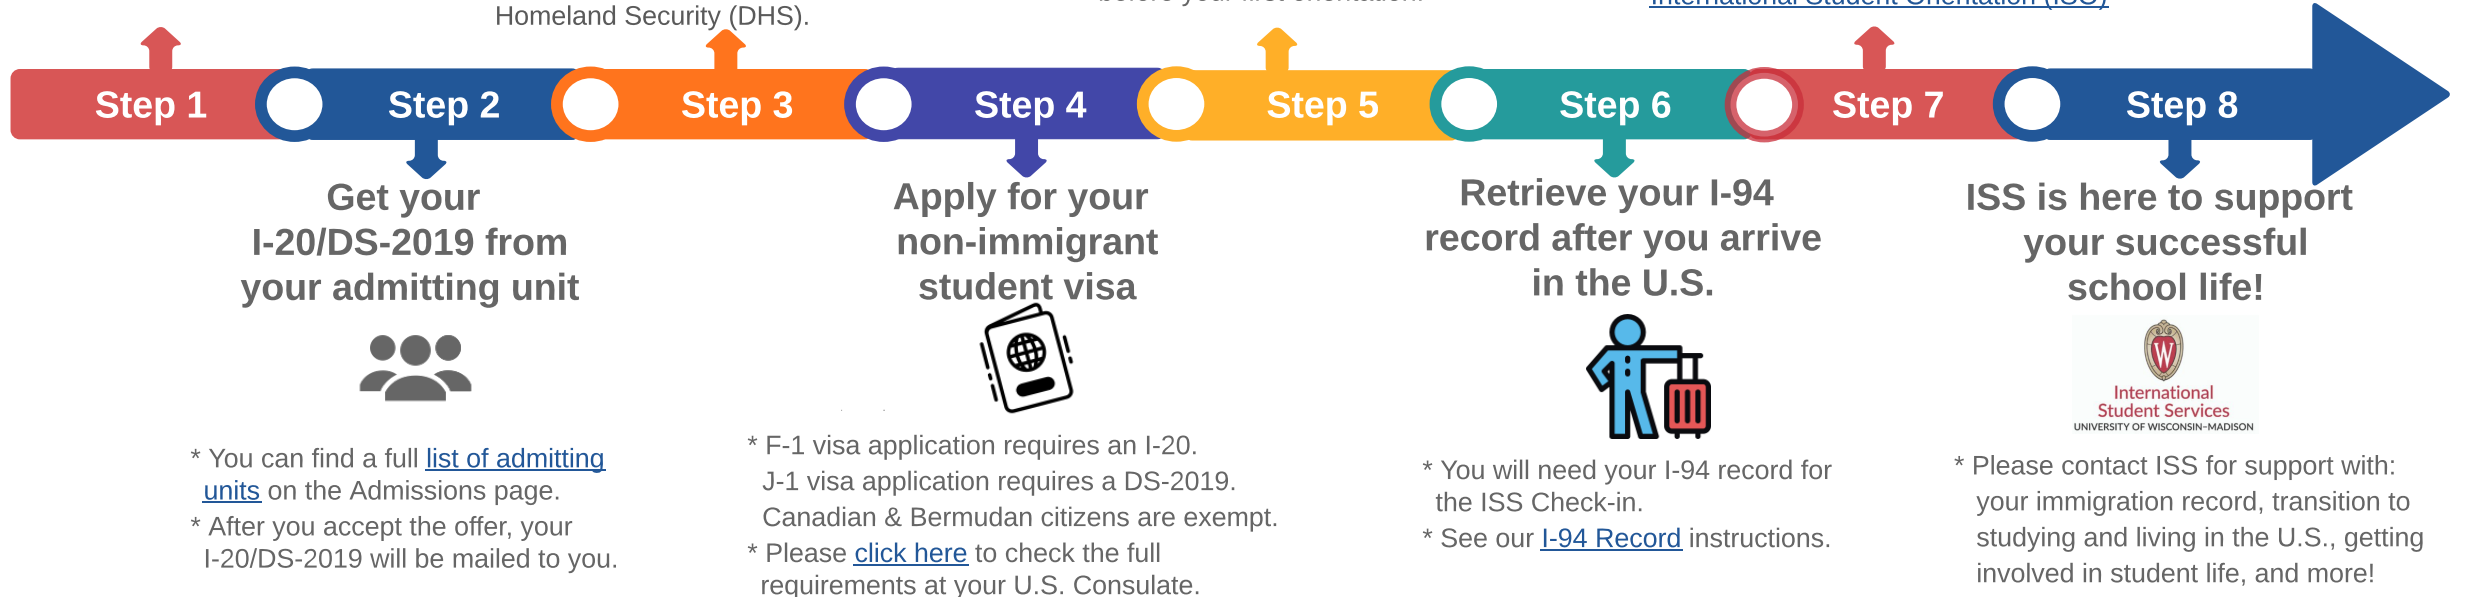 Homeland Security (DHS).
before your first orientation.
International Student Orientation (ISO)
Step 1
Step 2
Step 3
Step 4
Step 5
Step 6
Step 7
Step 8
Get your
I-20/DS-2019 from
your admitting unit
* You can find a full list of admitting
units on the Admissions page.
* After you accept the offer, your
I-20/DS-2019 will be mailed to you.
Apply for your
non-immigrant
student visa
* F-1 visa application requires an I-20.
J-1 visa application requires a DS-2019.
Canadian & Bermudan citizens are exempt.
* Please click here to check the full
requirements at your U.S. Consulate.
Retrieve your I-94
record after you arrive
in the U.S.
* You will need your I-94 record for
the ISS Check-in.
* See our I-94 Record instructions.
ISS is here to support
your successful
school life!
W
International
Student Services
UNIVERSITY OF WISCONSIN–MADISON
* Please contact ISS for support with:
your immigration record, transition to
studying and living in the U.S., getting
involved in student life, and more!